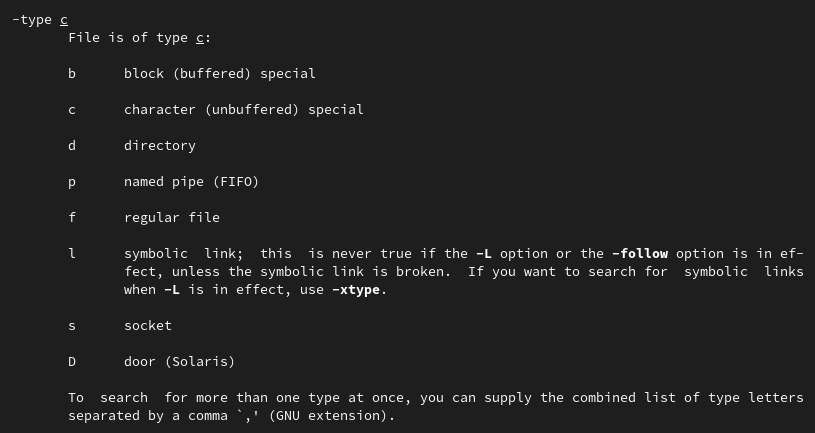 -type c
File is of type c:
b block (buffered) special
c character (unbuffered) special
d directory
p named pipe (FIFO)
f regular file
l symbolic link; this is never true if the -L option or the -follow option is in ef-
fect, unless the symbolic link is broken. If you want to search for symbolic links
when -L is in effect, use -xtype.
s socket
D door (Solaris)
To search for more than one type at once, you can supply the combined list of type letters
separated by a comma `,' (GNU extension).